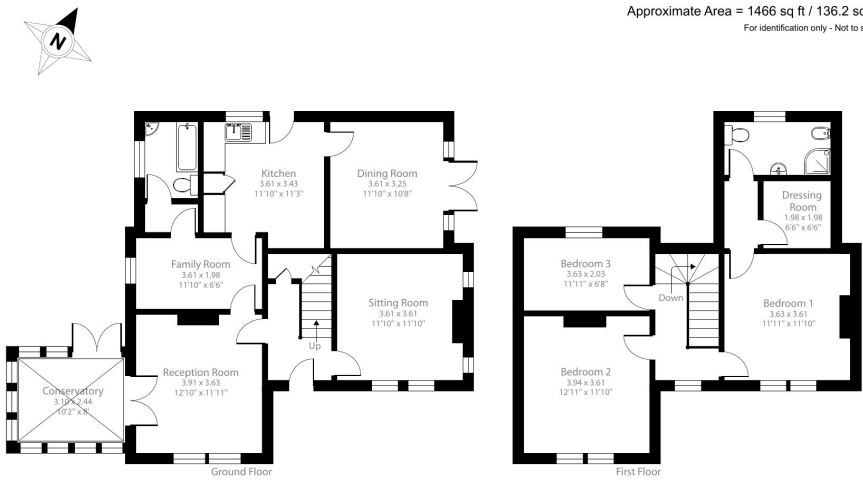 Approximate Area = 1466 sq ft / 136.2 sq
For identification only - Not to s
N
Kitchen
3.61 x 3.43
11'10" x 11'3"
Dining Room
3.61 x 3.25
11'10" x 10'8"
Family Room
3.61 x 1.98
11'10" x 6'6"
Sitting Room
3.61 x 3.61
11'10" x 11'10"
Up
Reception Room
3.91 x 3.63
12'10" x 11'11"
Conservatory
3.10 x 2.44
10'2" x 8'
Ground Floor
Dressing
Room
1.98 x 1.98
6'6" x 6'6"
Bedroom 3
3.63 x 2.03
11'11" x 6'8"
Down
Bedroom 1
3.63 x 3.61
11'11" x 11'10"
Bedroom 2
3.94 x 3.61
12'11" x 11'10"
First Floor